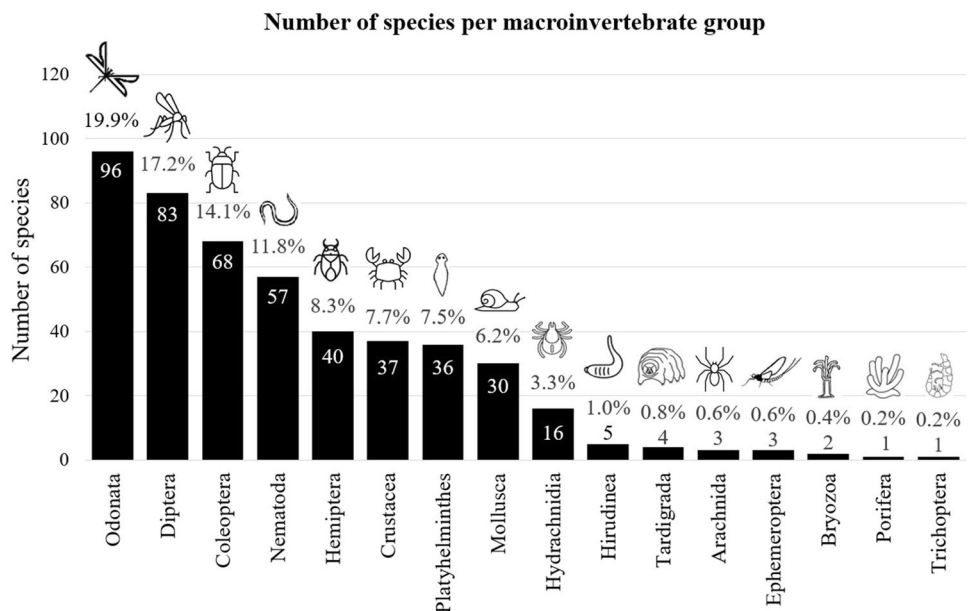 Number of species per macroinvertebrate group
Number of species
120
100
80
60
40
20
0
19.9%
96
17.2%
83
14.1%
68
11.8%
57
8.3%
40
7.7%
37
7.5%
36
6.2%
30
3.3%
16
1.0%
5
0.8%
4
0.6%
3
0.6%
3
0.4%
2
0.2%
1
0.2%
1
Odonata
Diptera
Coleoptera
Nematoda
Hemiptera
Crustacea
Platyhelminthes
Mollusca
Hydrachnidia
Hirudinea
Tardigrada
Arachnida
Ephemeroptera
Bryozoa
Porifera
Trichoptera